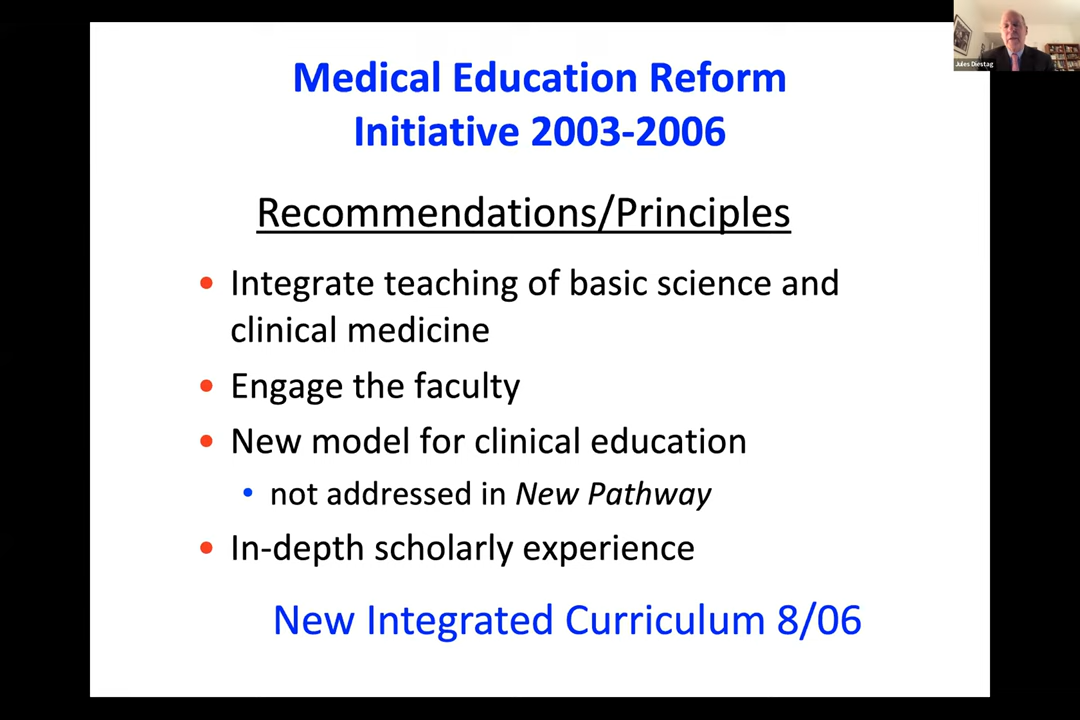 Jules Dienstag
Medical Education Reform
Initiative 2003-2006
Recommendations/Principles
• Integrate teaching of basic science and
clinical medicine
• Engage the faculty
• New model for clinical education
• not addressed in New Pathway
• In-depth scholarly experience
New Integrated Curriculum 8/06